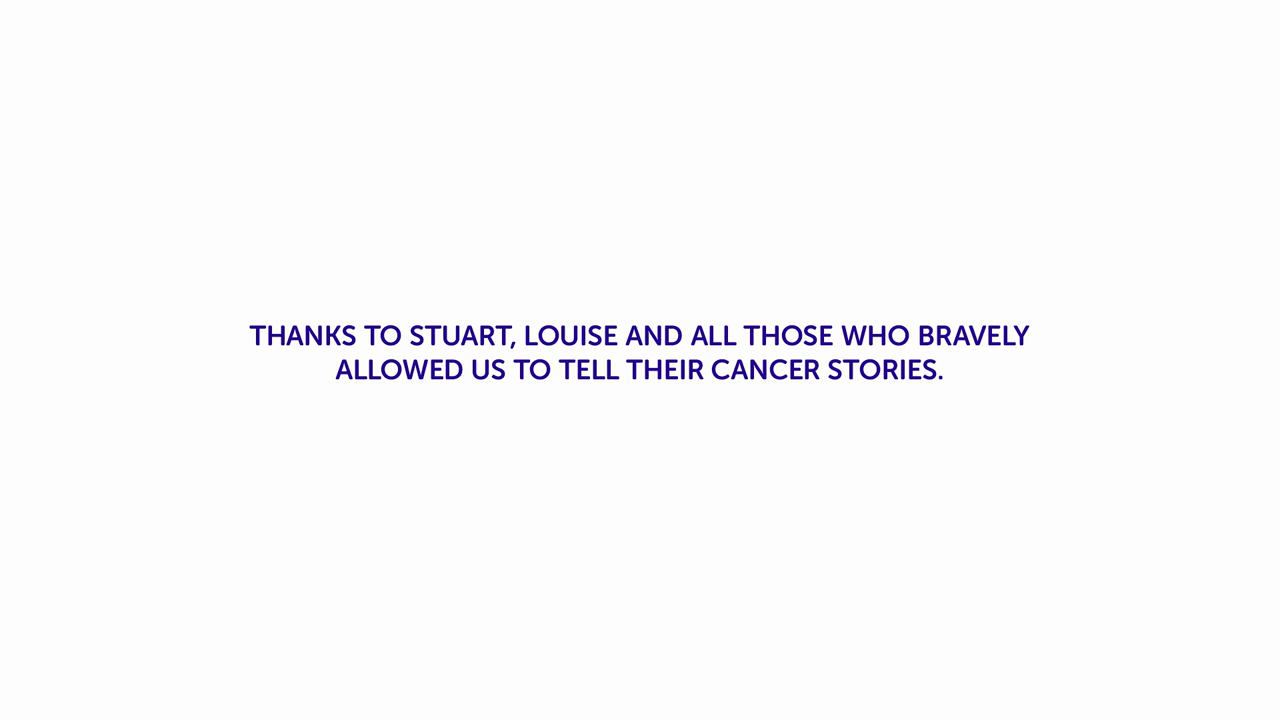 THANKS TO STUART, LOUISE AND ALL THOSE WHO BRAVELY
ALLOWED US TO TELL THEIR CANCER STORIES.